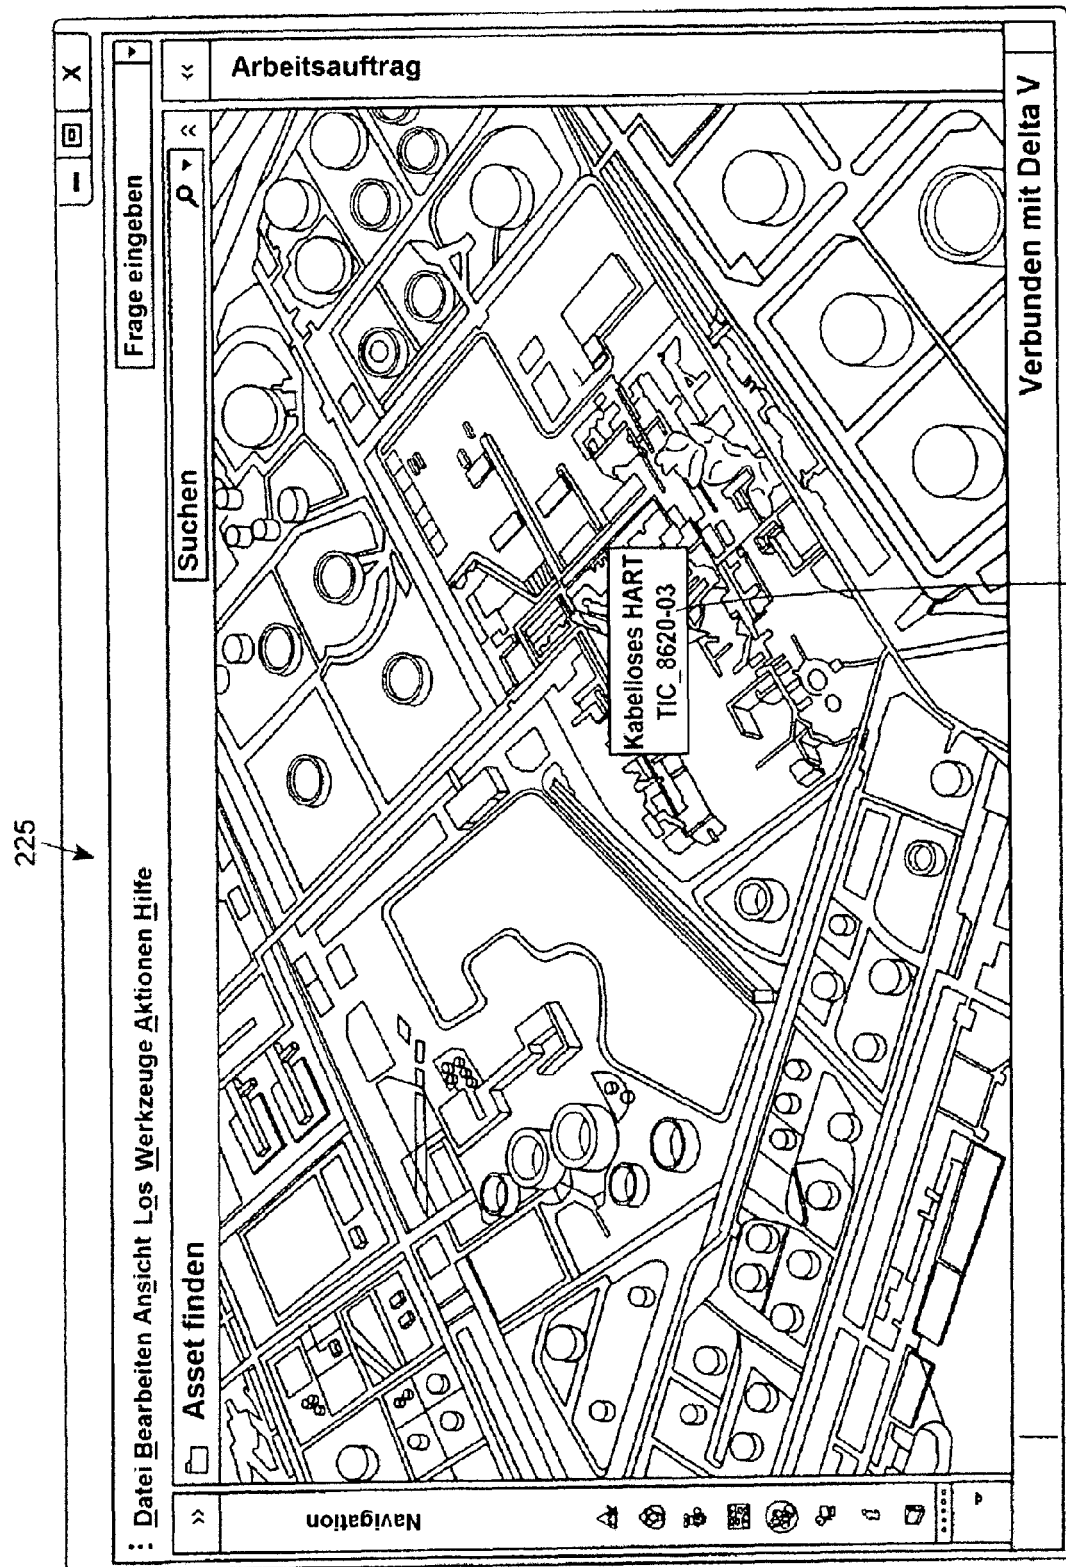 225
Datei Bearbeiten Ansicht Los Werkzeuge Aktionen Hilfe
Frage eingeben
Asset finden
Suchen
Arbeitsauftrag
Navigation
Kabelloses HART
TIC_8620-03
Verbunden mit Delta V